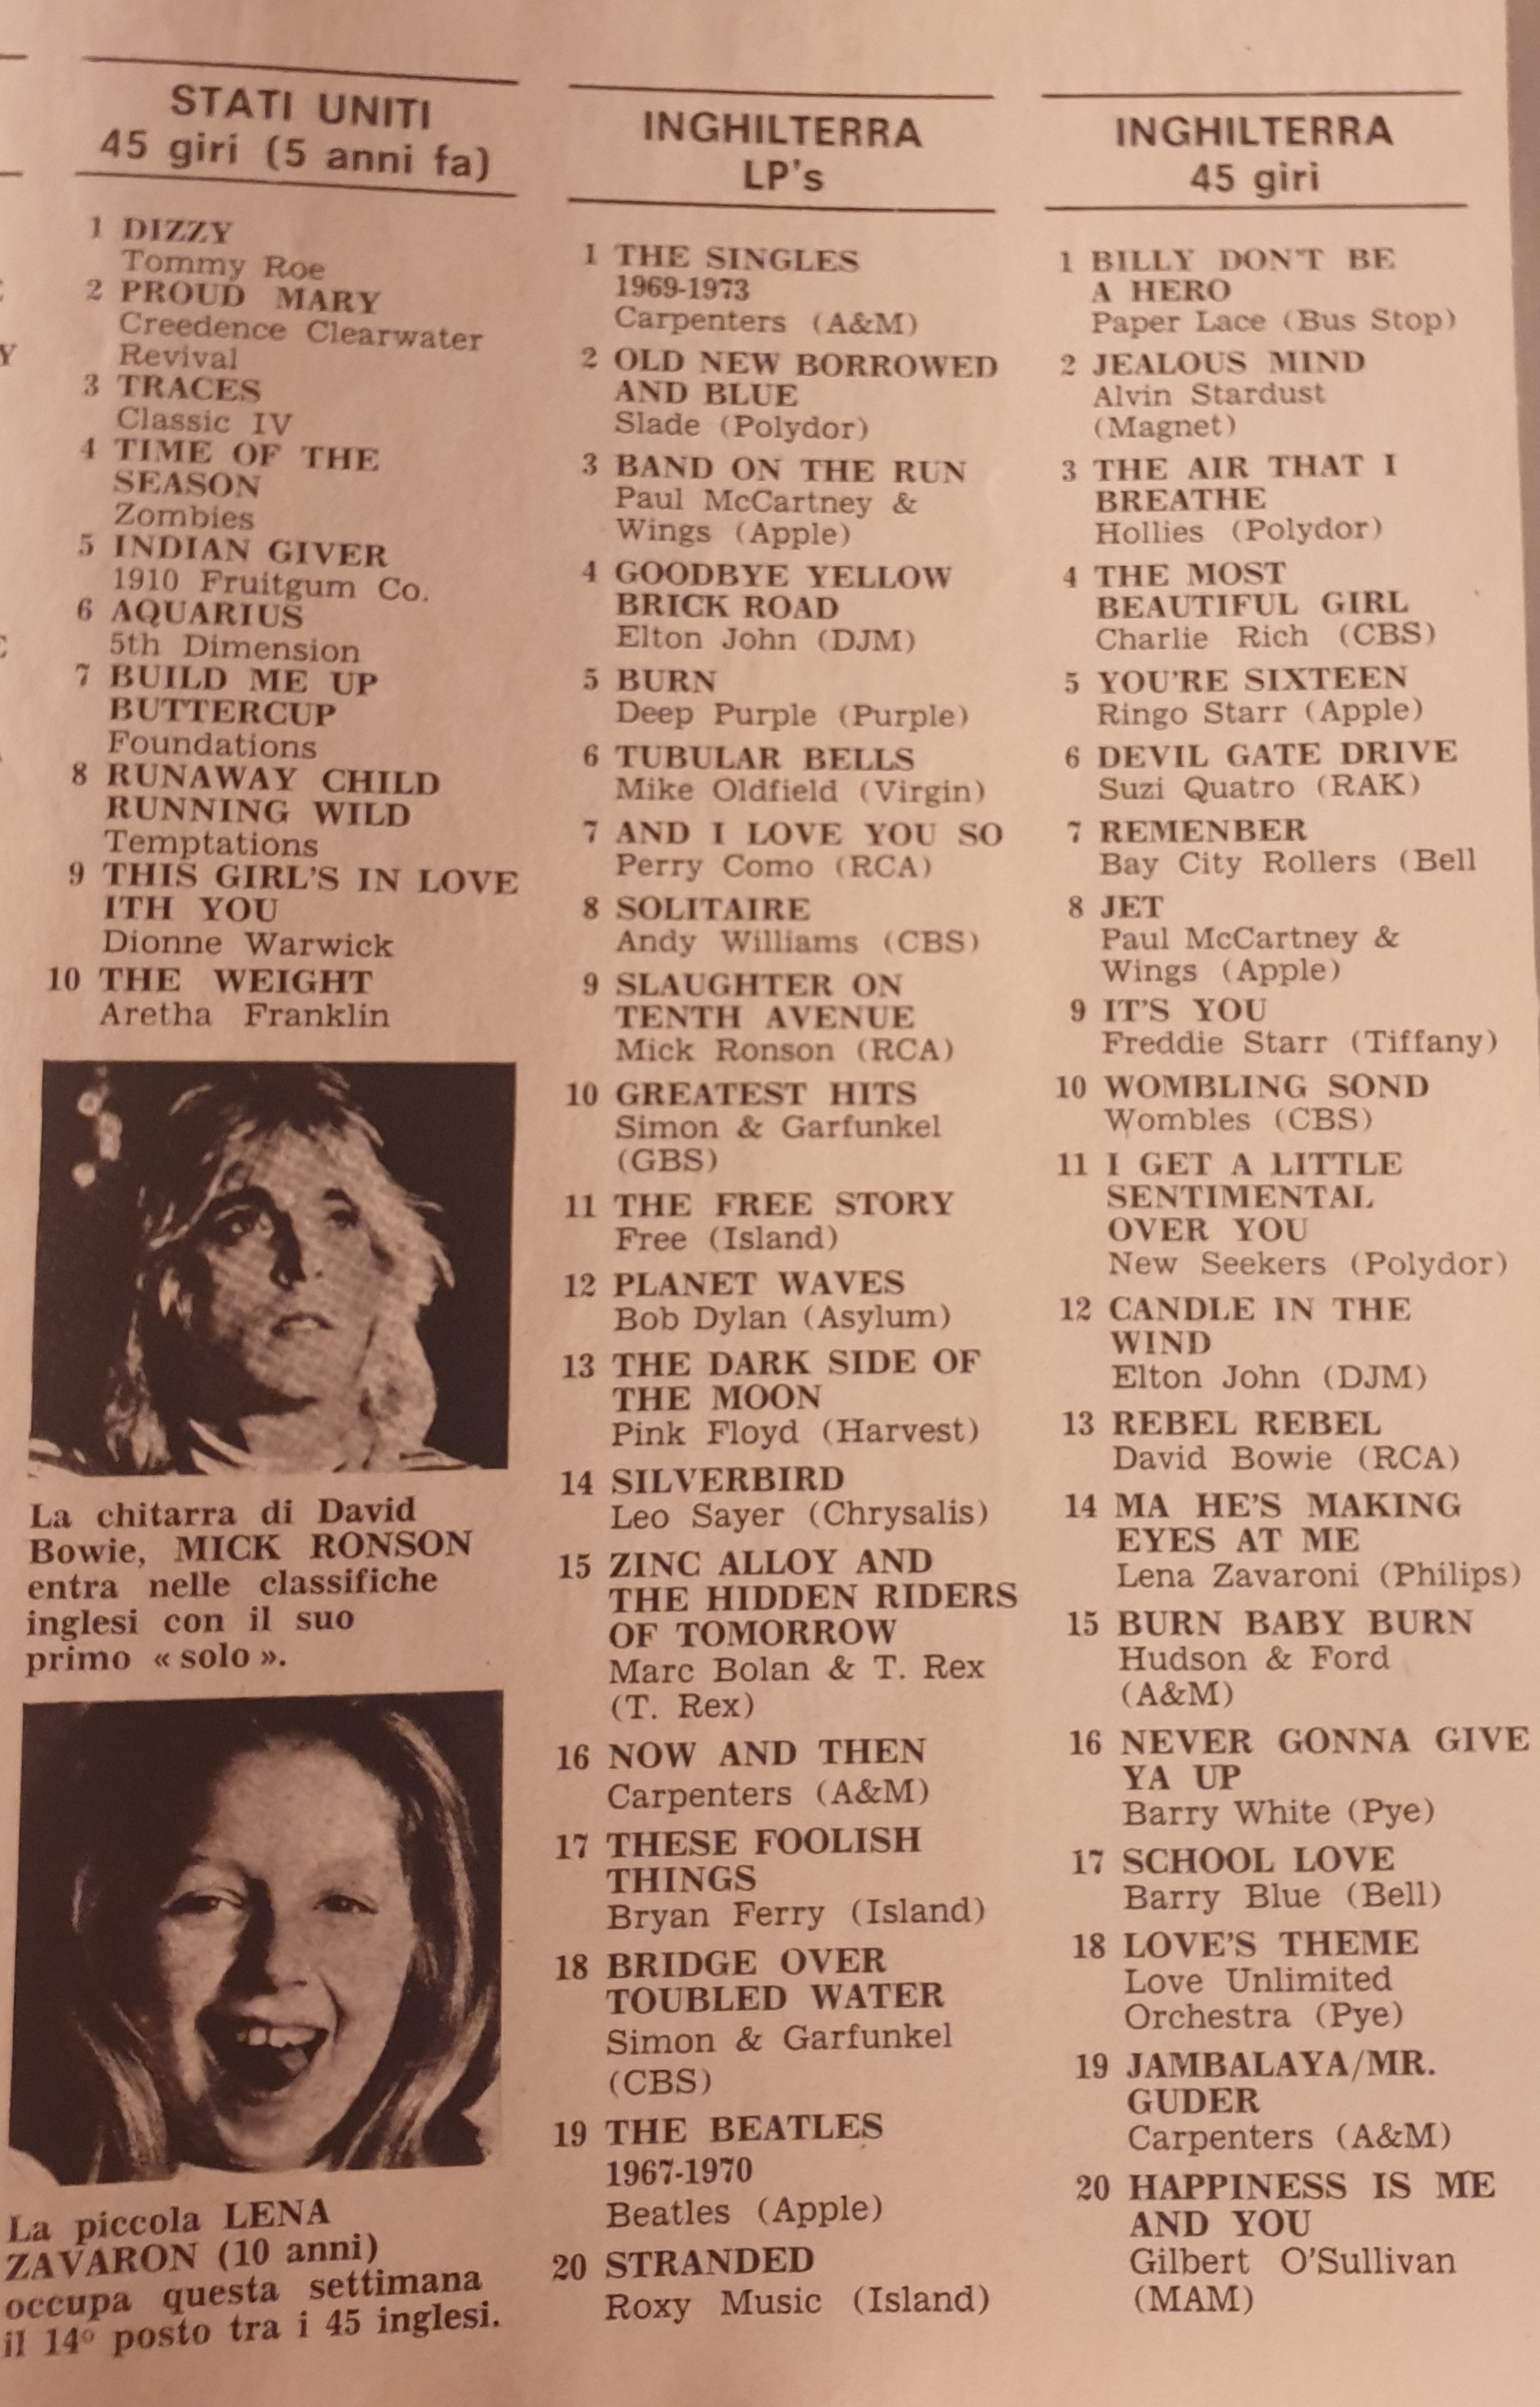 STATI UNITI
45 giri (5 anni fa)
1 DIZZY
Tommy Roe
2 PROUD MARY
Creedence Clearwater
Revival
3 TRACES
Classic IV
4 TIME OF THE
SEASON
Zombies
5 INDIAN GIVER
1910 Fruitgum Co.
6 AQUARIUS
5th Dimension
7 BUILD ME UP
BUTTERCUP
Foundations
8 RUNAWAY CHILD
RUNNING WILD
Temptations
9 THIS GIRL'S IN LOVE
ITH YOU
Dionne Warwick
10 THE WEIGHT
Aretha Franklin
La chitarra di David
Bowie, MICK RONSON
entra nelle classifiche
inglesi con il suo
primo « solo ».
La piccola LENA
ZAVARON (10 anni)
occupa questa settimana
il 14° posto tra i 45 inglesi.
INGHILTERRA
LP's
1 THE SINGLES
1969-1973
Carpenters (A&M)
2 OLD NEW BORROWED
AND BLUE
Slade (Polydor)
3 BAND ON THE RUN
Paul McCartney &
Wings (Apple)
4 GOODBYE YELLOW
BRICK ROAD
Elton John (DJM)
5 BURN
Deep Purple (Purple)
6 TUBULAR BELLS
Mike Oldfield (Virgin)
7 AND I LOVE YOU SO
Perry Como (RCA)
8 SOLITAIRE
Andy Williams (CBS)
9 SLAUGHTER ON
TENTH AVENUE
Mick Ronson (RCA)
10 GREATEST HITS
Simon & Garfunkel
(GBS)
11 THE FREE STORY
Free (Island)
12 PLANET WAVES
Bob Dylan (Asylum)
13 THE DARK SIDE OF
THE MOON
Pink Floyd (Harvest)
14 SILVERBIRD
Leo Sayer (Chrysalis)
15 ZINC ALLOY AND
THE HIDDEN RIDERS
OF TOMORROW
Marc Bolan & T. Rex
(T. Rex)
16 NOW AND THEN
Carpenters (A&M)
17 THESE FOOLISH
THINGS
Bryan Ferry (Island)
18 BRIDGE OVER
TOUBLED WATER
Simon & Garfunkel
(CBS)
19 THE BEATLES
1967-1970
Beatles (Apple)
20 STRANDED
Roxy Music (Island)
INGHILTERRA
45 giri
1 BILLY DON'T BE
A HERO
Paper Lace (Bus Stop)
2 JEALOUS MIND
Alvin Stardust
(Magnet)
3 THE AIR THAT I
BREATHE
Hollies (Polydor)
4 THE MOST
BEAUTIFUL GIRL
Charlie Rich (CBS)
5 YOU'RE SIXTEEN
Ringo Starr (Apple)
6 DEVIL GATE DRIVE
Suzi Quatro (RAK)
7 REMENBER
Bay City Rollers (Bell
8 JET
Paul McCartney &
Wings (Apple)
9 IT'S YOU
Freddie Starr (Tiffany)
10 WOMBLING SOND
Wombles (CBS)
11 I GET A LITTLE
SENTIMENTAL
OVER YOU
New Seekers (Polydor)
12 CANDLE IN THE
WIND
Elton John (DJM)
13 REBEL REBEL
David Bowie (RCA)
14 MA HE'S MAKING
EYES AT ME
Lena Zavaroni (Philips)
15 BURN BABY BURN
Hudson & Ford
(A&M)
16 NEVER GONNA GIVE
YA UP
Barry White (Pye)
17 SCHOOL LOVE
Barry Blue (Bell)
18 LOVE'S THEME
Love Unlimited
Orchestra (Pye)
19 JAMBALAYA/MR.
GUDER
Carpenters (A&M)
20 HAPPINESS IS ME
AND YOU
Gilbert O'Sullivan
(MAM)